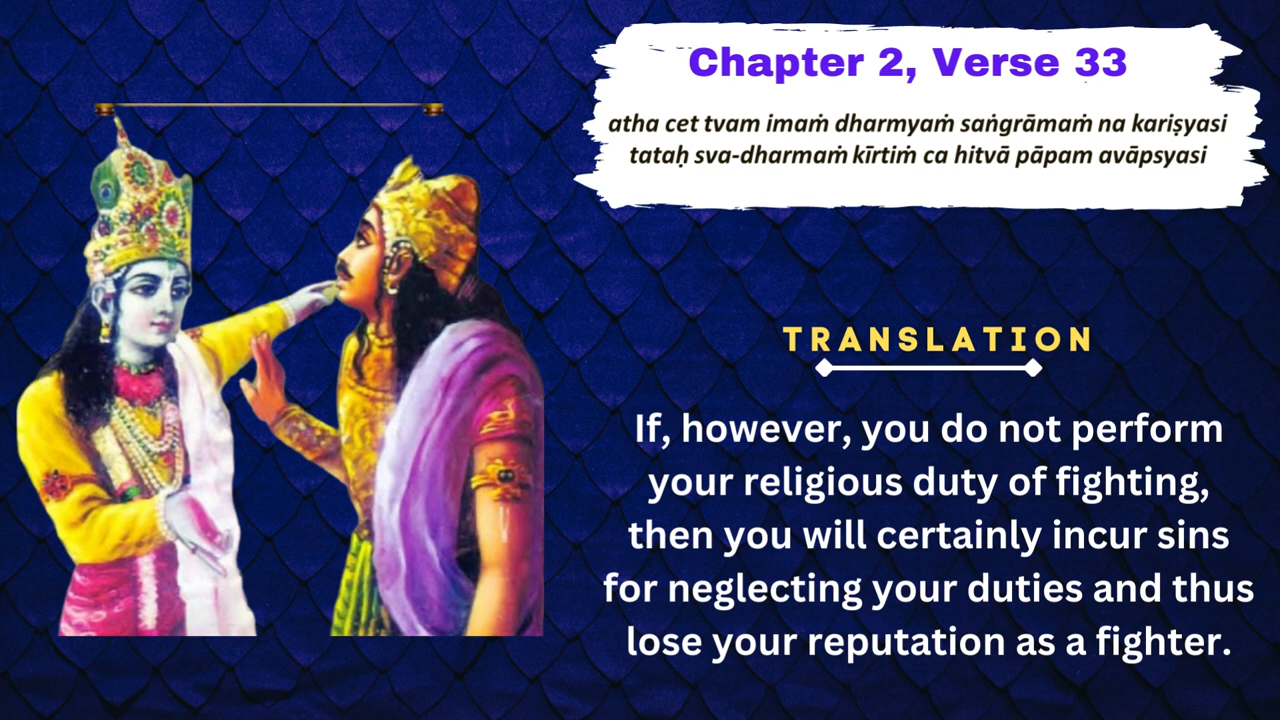 Chapter 2, Verse 33
atha cet tvam imaṁ dharmyaṁ saṅgrāmaṁ na kariṣyasi
tataḥ sva-dharmaṁ kīrtiṁ ca hitvā pāpam avāpsyasi
TRANSLATION
If, however, you do not perform
your religious duty of fighting,
then you will certainly incur sins
for neglecting your duties and thus
lose your reputation as a fighter.